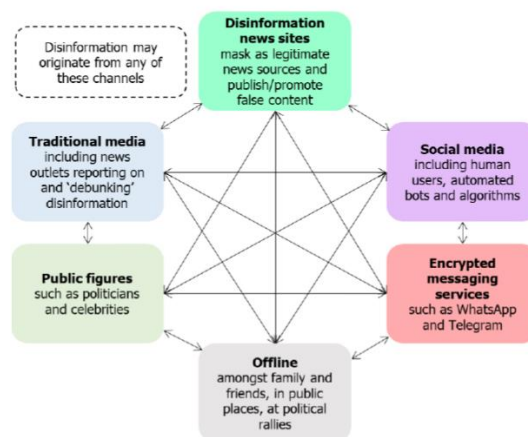 Disinformation may
originate from any of
these channels
Disinformation
news sites
mask as legitimate
news sources and
publish/promote
false content
Traditional media
including news
outlets reporting on
and ‘debunking’
disinformation
Social media
including human
users, automated
bots and algorithms
Public figures
such as politicians
and celebrities
Encrypted
messaging
services
such as WhatsApp
and Telegram
Offline
amongst family and
friends, in public
places, at political
rallies